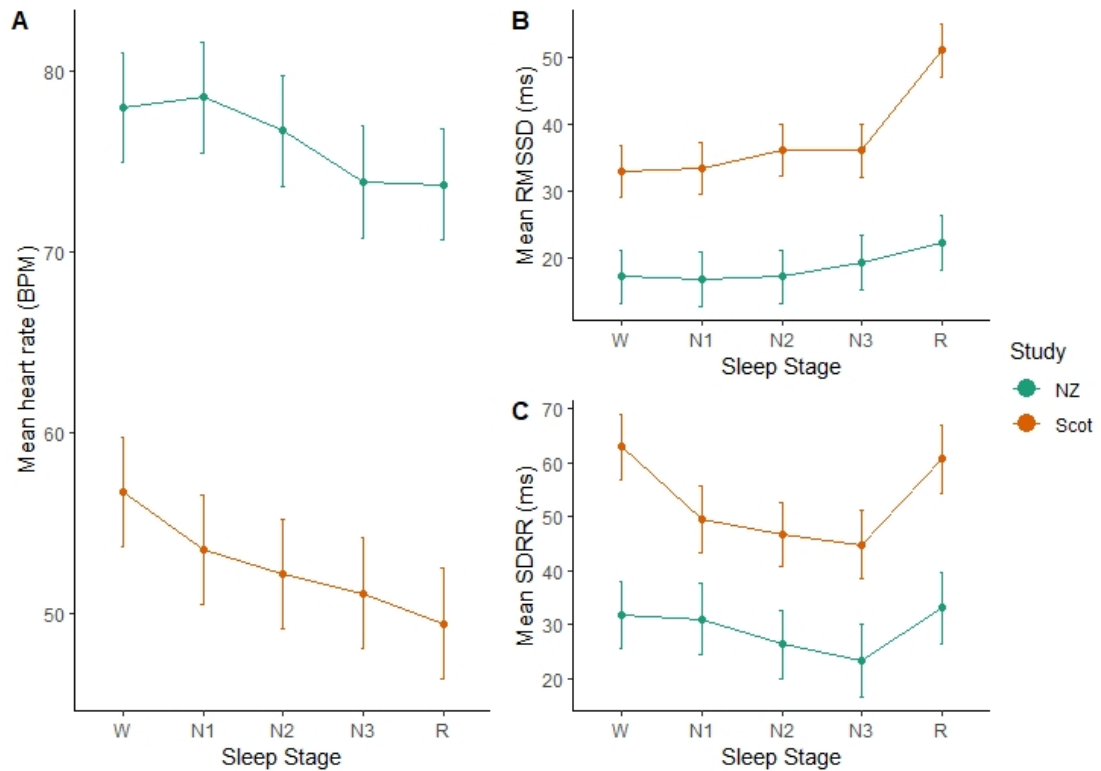 A
Mean heart rate (BPM)
80
70
60
50
W N1 N2 N3 R
Sleep Stage
B
Mean RMSSD (ms)
50
40
30
20
W N1 N2 N3 R
Sleep Stage
C
Mean SDRR (ms)
70
60
50
40
30
20
W N1 N2 N3 R
Sleep Stage
Study
NZ
Scot